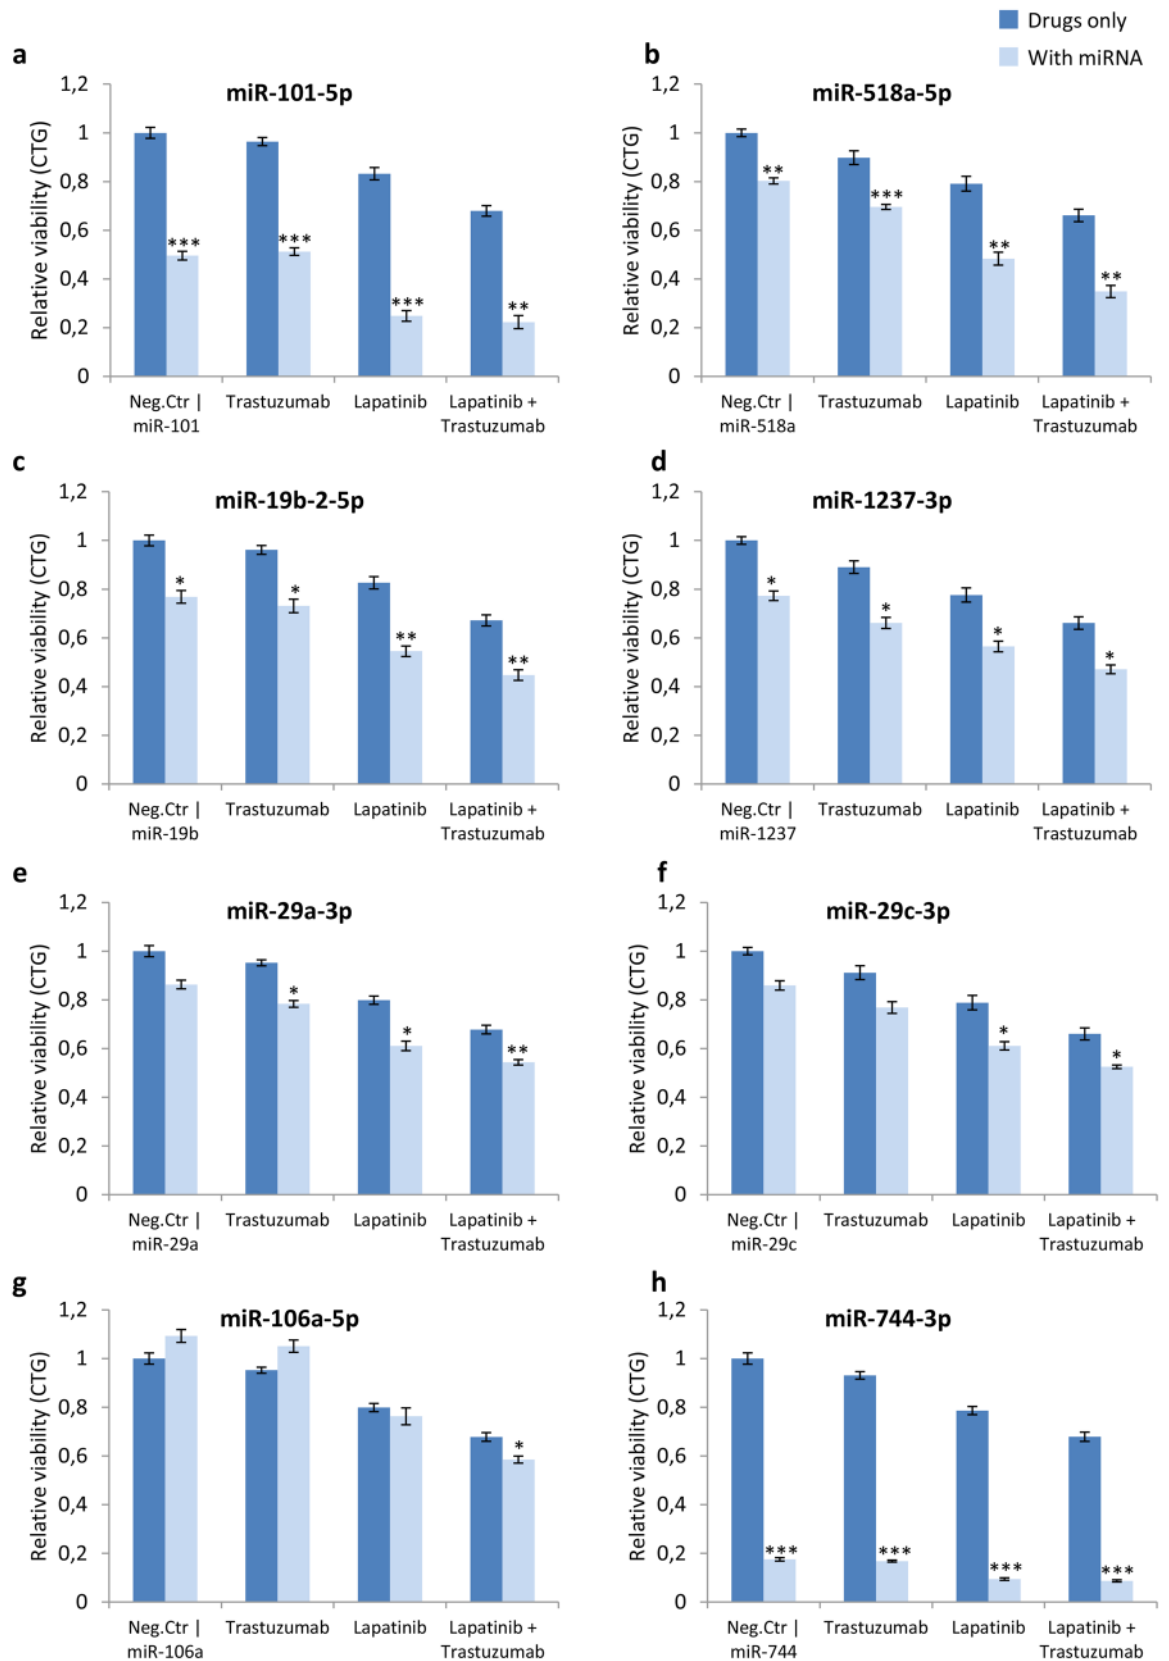 Drugs only
With miRNA
a
miR-101-5p
Relative viability (CTG)
1,2
1
0,8
0,6
0,4
0,2
0
***
***
***
**
Neg.Ctr | miR-101
Trastuzumab
Lapatinib
Lapatinib + Trastuzumab
b
miR-518a-5p
Relative viability (CTG)
1,2
1
0,8
0,6
0,4
0,2
0
**
***
**
**
Neg.Ctr | miR-518a
Trastuzumab
Lapatinib
Lapatinib + Trastuzumab
c
miR-19b-2-5p
Relative viability (CTG)
1,2
1
0,8
0,6
0,4
0,2
0
*
*
**
**
Neg.Ctr | miR-19b
Trastuzumab
Lapatinib
Lapatinib + Trastuzumab
d
miR-1237-3p
Relative viability (CTG)
1,2
1
0,8
0,6
0,4
0,2
0
*
*
*
*
Neg.Ctr | miR-1237
Trastuzumab
Lapatinib
Lapatinib + Trastuzumab
e
miR-29a-3p
Relative viability (CTG)
1,2
1
0,8
0,6
0,4
0,2
0
*
*
**
Neg.Ctr | miR-29a
Trastuzumab
Lapatinib
Lapatinib + Trastuzumab
f
miR-29c-3p
Relative viability (CTG)
1,2
1
0,8
0,6
0,4
0,2
0
*
*
Neg.Ctr | miR-29c
Trastuzumab
Lapatinib
Lapatinib + Trastuzumab
g
miR-106a-5p
Relative viability (CTG)
1,2
1
0,8
0,6
0,4
0,2
0
*
Neg.Ctr | miR-106a
Trastuzumab
Lapatinib
Lapatinib + Trastuzumab
h
miR-744-3p
Relative viability (CTG)
1,2
1
0,8
0,6
0,4
0,2
0
***
***
***
***
Neg.Ctr | miR-744
Trastuzumab
Lapatinib
Lapatinib + Trastuzumab